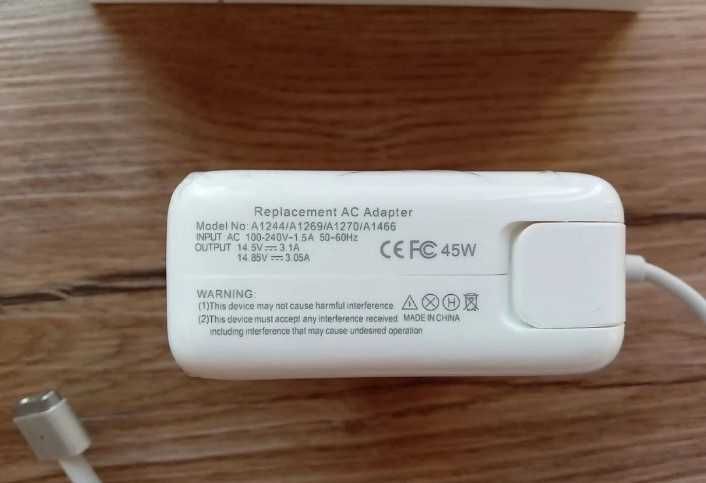 Replacement AC Adapter
Model No: A1244/A1269/A1270/A1466
INPUT AC 100-240V~1.5A 50-60Hz
OUTPUT 14.5V⎓3.1A
14.85V⎓3.05A
CE FC 45W
WARNING:
(1)This device may not cause harmful interference.
(2)This device must accept any interference received
including interference that may cause undesired operation
H
MADE IN CHINA